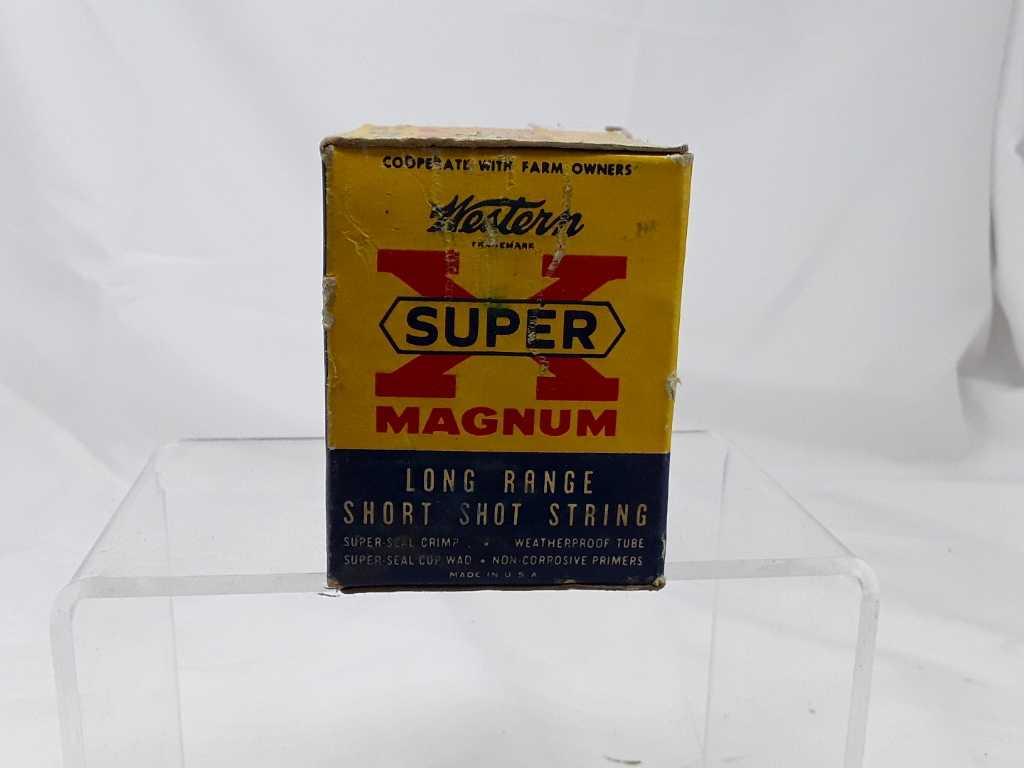 COOPERATE WITH FARM OWNERS
Western
TRADEMARK
X
SUPER
MAGNUM
LONG RANGE
SHORT SHOT STRING
SUPER-SEAL CRIMP • WEATHERPROOF TUBE
SUPER-SEAL CUP WAD • NON-CORROSIVE PRIMERS
MADE IN U.S.A.